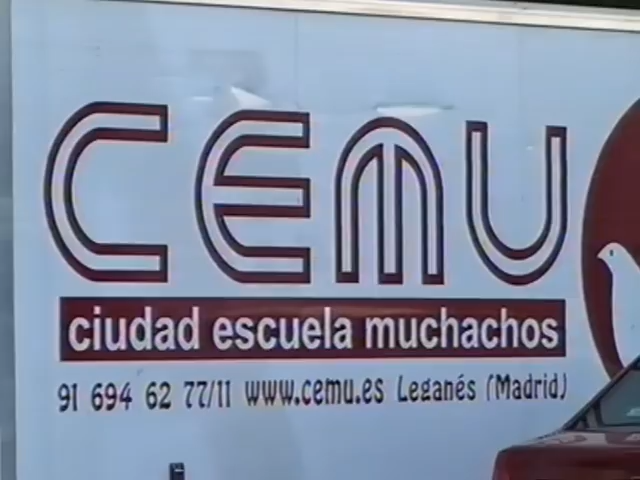 CEMU
ciudad escuela muchachos
91 694 62 77/11 www.cemu.es Leganés (Madrid)